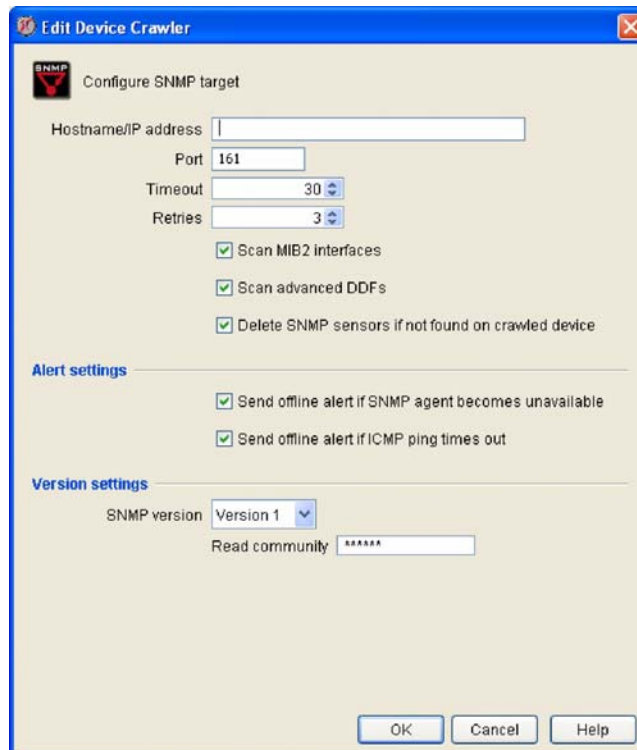 Edit Device Crawler
SNMP
Configure SNMP target
Hostname/IP address
Port 161
Timeout 30
Retries 3
Scan MIB2 interfaces
Scan advanced DDFs
Delete SNMP sensors if not found on crawled device
Alert settings
Send offline alert if SNMP agent becomes unavailable
Send offline alert if ICMP ping times out
Version settings
SNMP version Version 1
Read community ******
OK Cancel Help